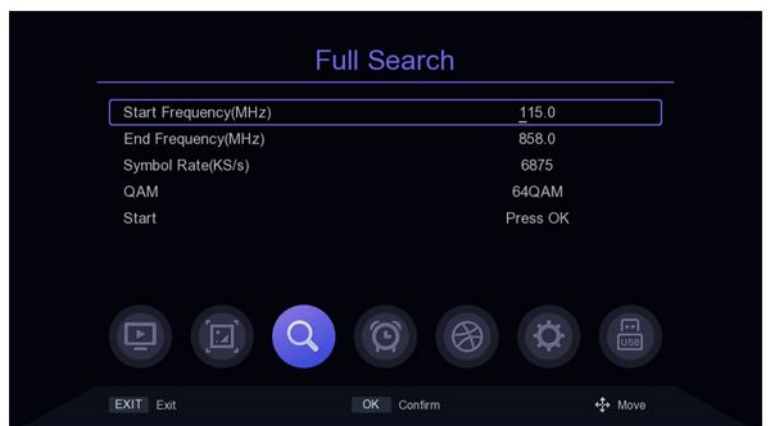 Full Search
Start Frequency(MHz) 115.0
End Frequency(MHz) 858.0
Symbol Rate(KS/s) 6875
QAM 64QAM
Start Press OK
USB
EXIT Exit OK Confirm Move